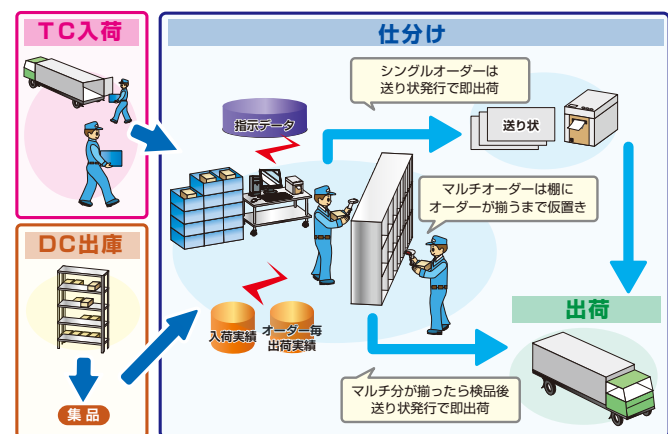 TC入荷
仕分け
シングルオーダーは
送り状発行で即出荷
指示データ
送り状
マルチオーダーは棚に
オーダーが揃うまで仮置き
DC出庫
集品
入荷実績
オーダー毎
出荷実績
出荷
マルチ分が揃ったら検品後
送り状発行で即出荷